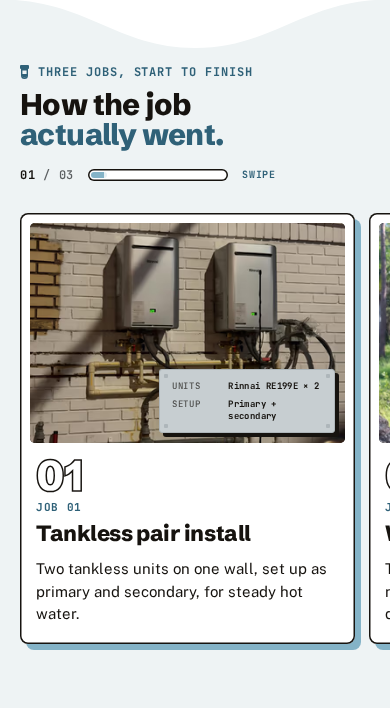 THREE JOBS, START TO FINISH
How the job
actually went.
01 / 03
SWIPE
UNITS Rinnai RE199E × 2
SETUP Primary +
secondary
01
JOB 01
Tankless pair install
Two tankless units on one wall, set up as
primary and secondary, for steady hot
water.